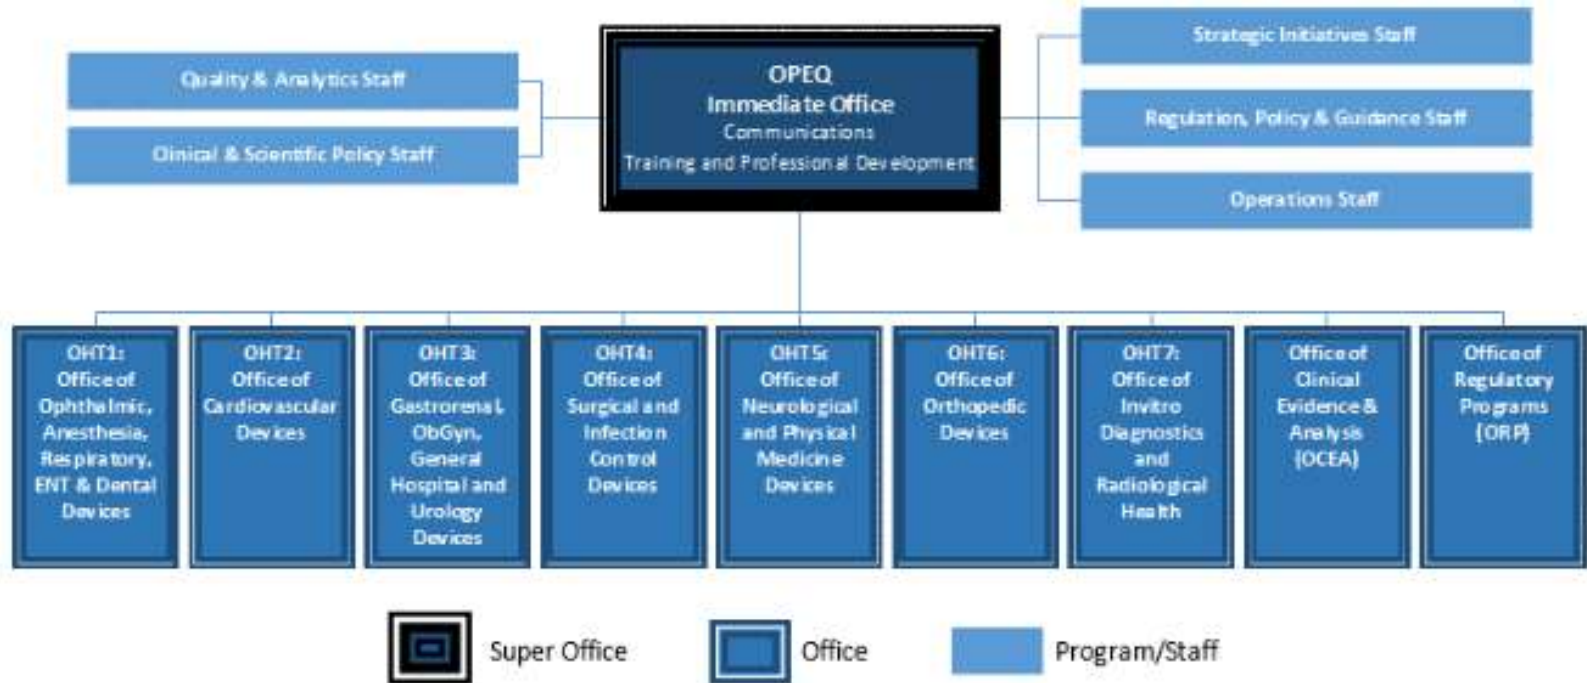 Quality & Analytics Staff
Clinical & Scientific Policy Staff
OPEQ
Immediate Office
Communications
Training and Professional Development
Strategic Initiatives Staff
Regulation, Policy & Guidance Staff
Operations Staff
OHT1:
Office of
Ophthalmic,
Anesthesia,
Respiratory,
ENT & Dental
Devices
OHT2:
Office of
Cardiovascular
Devices
OHT3:
Office of
Gastrorenal,
ObGyn,
General
Hospital and
Urology
Devices
OHT4:
Office of
Surgical and
Infection
Control
Devices
OHT5:
Office of
Neurological
and Physical
Medicine
Devices
OHT6:
Office of
Orthopedic
Devices
OHT7:
Office of
Invitro
Diagnostics
and
Radiological
Health
Office of
Clinical
Evidence &
Analysis
(OCEA)
Office of
Regulatory
Programs
(ORP)
Super Office
Office
Program/Staff